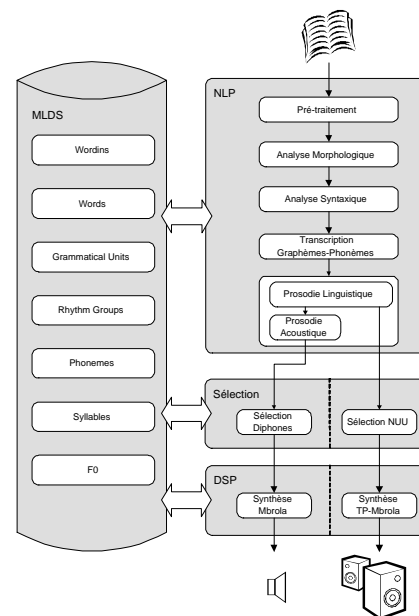 MLDS
Wordins
Words
Grammatical Units
Rhythm Groups
Phonemes
Syllables
F0
NLP
Pré-traitement
Analyse Morphologique
Analyse Syntaxique
Transcription
Graphèmes-Phonèmes
Prosodie Linguistique
Prosodie
Acoustique
Sélection
Sélection
Diphones
Sélection NUU
DSP
Synthèse
Mbrola
Synthèse
TP-Mbrola